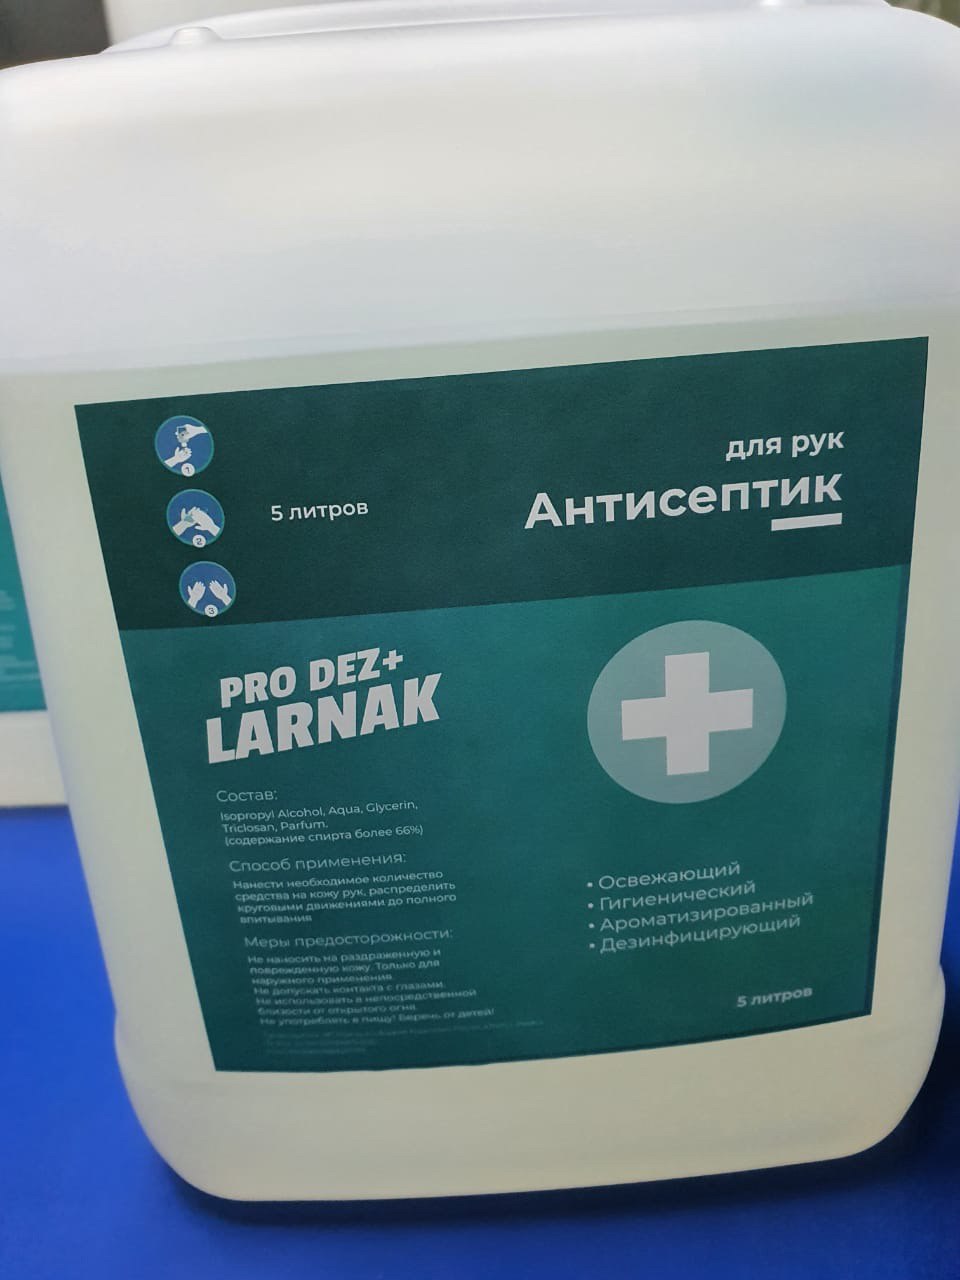 1
2
3
5 литров
для рук
Антисептик
PRO DEZ+
LARNAK
Состав:
Isopropyl Alcohol, Aqua, Glycerin,
Triclosan, Parfum.
(содержание спирта более 66%)
Способ применения:
Нанести необходимое количество
средства на кожу рук, распределить
круговыми движениями до полного
впитывания
Меры предосторожности:
Не наносить на раздраженную и
поврежденную кожу. Только для
наружного применения.
Не допускать контакта с глазами.
Не использовать в непосредственной
близости от открытого огня.
Не употреблять в пищу! Беречь от детей!
• Освежающий
• Гигиенический
• Ароматизированный
• Дезинфицирующий
5 литров